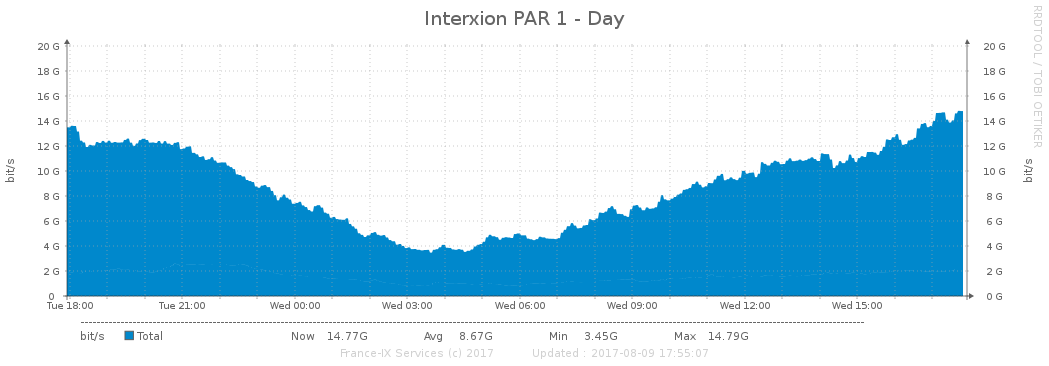 Interxion PAR 1 - Day
RRDTOOL / TOBI OETIKER
20 G 20 G
18 G 18 G
16 G 16 G
14 G 14 G
12 G 12 G
10 G 10 G
8 G 8 G
6 G 6 G
4 G 4 G
2 G 2 G
0 0 G
bit/s bit/s
Tue 18:00 Tue 21:00 Wed 00:00 Wed 03:00 Wed 06:00 Wed 09:00 Wed 12:00 Wed 15:00
bit/s Total Now 14.77G Avg 8.67G Min 3.45G Max 14.79G
France-IX Services (c) 2017 Updated : 2017-08-09 17:55:07